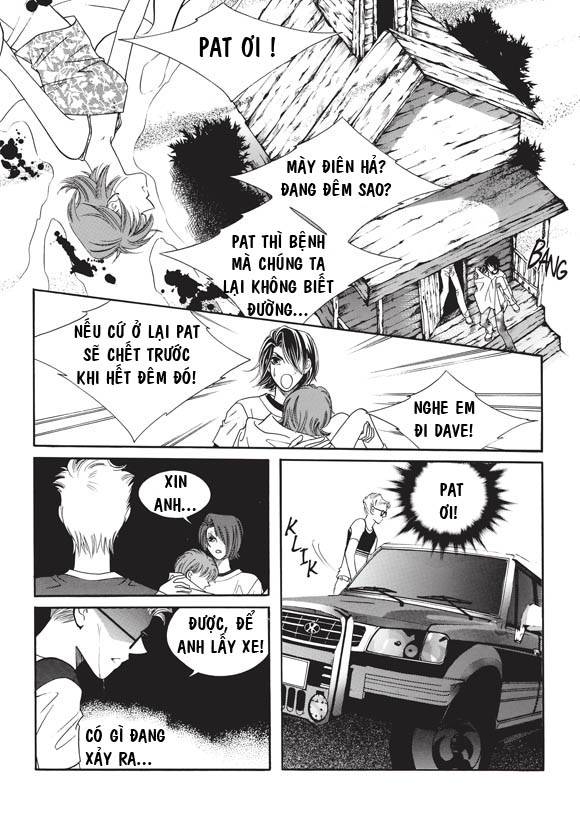 PAT ƠI !
MÀY ĐIÊN HẢ?
ĐANG ĐÊM SAO?
PAT THÌ BỆNH
MÀ CHÚNG TA
LẠI KHÔNG BIẾT
ĐƯỜNG...
BANG
NẾU CỨ Ở LẠI PAT
SẼ CHẾT TRƯỚC
KHI HẾT ĐÊM ĐÓ!
NGHE EM
ĐI DAVE!
XIN
ANH...
PAT
ƠI!
KLIK
ĐƯỢC, ĐỂ
ANH LẤY XE!
CÓ GÌ ĐANG
XẢY RA...